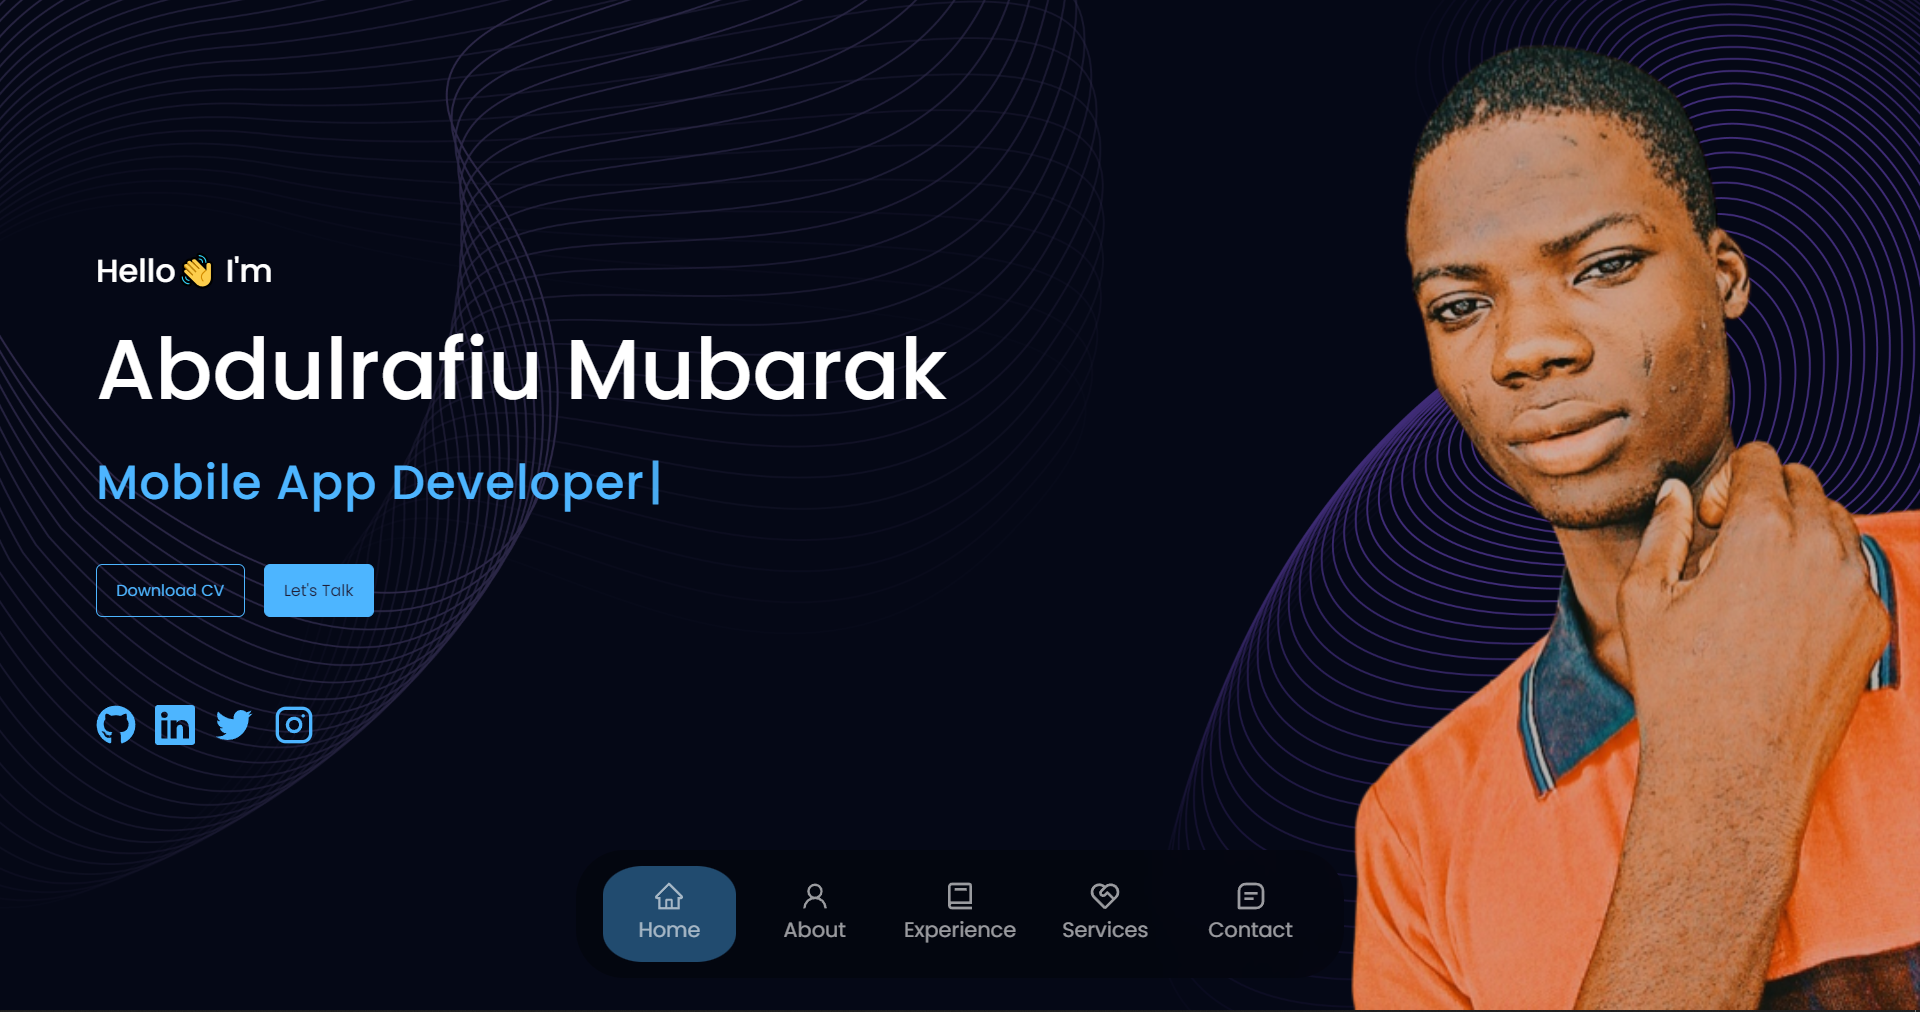 Hello👋 I'm
Abdulrafiu Mubarak
Mobile App Developer|
Download CV
Let's Talk
Home
About
Experience
Services
Contact